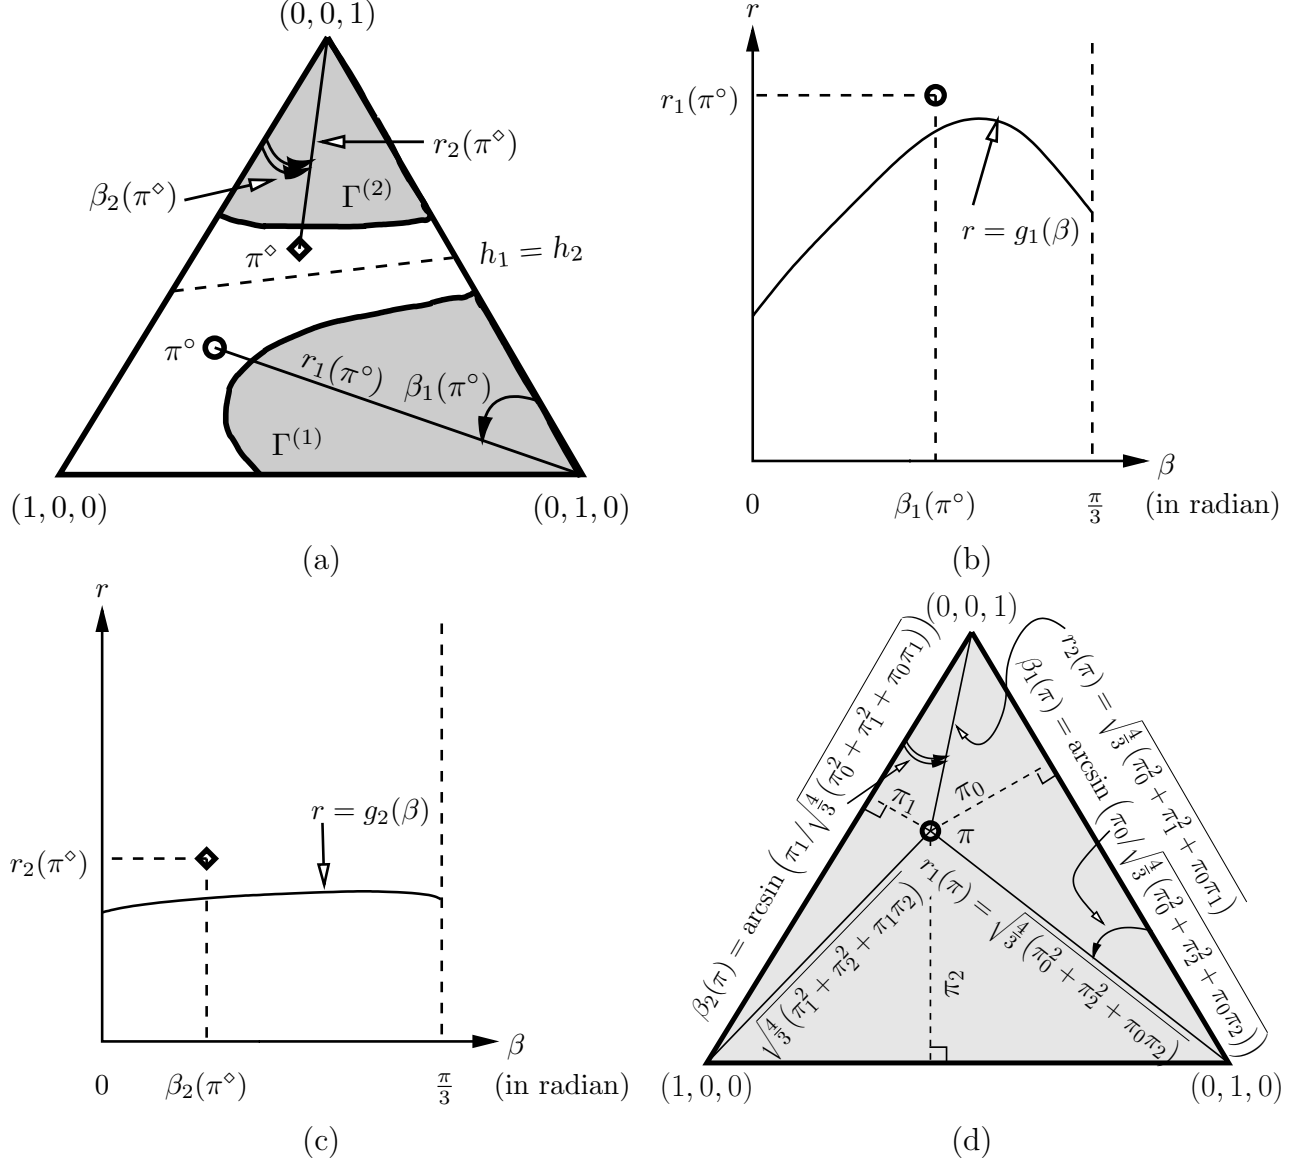 (0, 0, 1)
r₂(π⋄)
β₂(π⋄)
Γ⁽²⁾
π⋄
h₁ = h₂
π°
r₁(π°)
β₁(π°)
Γ⁽¹⁾
(1, 0, 0)
(0, 1, 0)
(a)
r
r₁(π°)
r = g₁(β)
β
0
β₁(π°)
π/3
(in radian)
(b)
r
r = g₂(β)
r₂(π⋄)
β
0
β₂(π⋄)
π/3
(in radian)
(c)
(0, 0, 1)
β₂(π) = arcsin(π₁/√(4/3(π₀² + π₁² + π₀π₁)))
r₂(π) = √(4/3(π₀² + π₁² + π₀π₁))
β₁(π) = arcsin(π₀/√(4/3(π₀² + π₂² + π₀π₂)))
π₁
π₀
π
r₁(π) = √(4/3(π₀² + π₂² + π₀π₂))
√(4/3(π₁² + π₂² + π₁π₂))
π₂
(1, 0, 0)
(0, 1, 0)
(d)